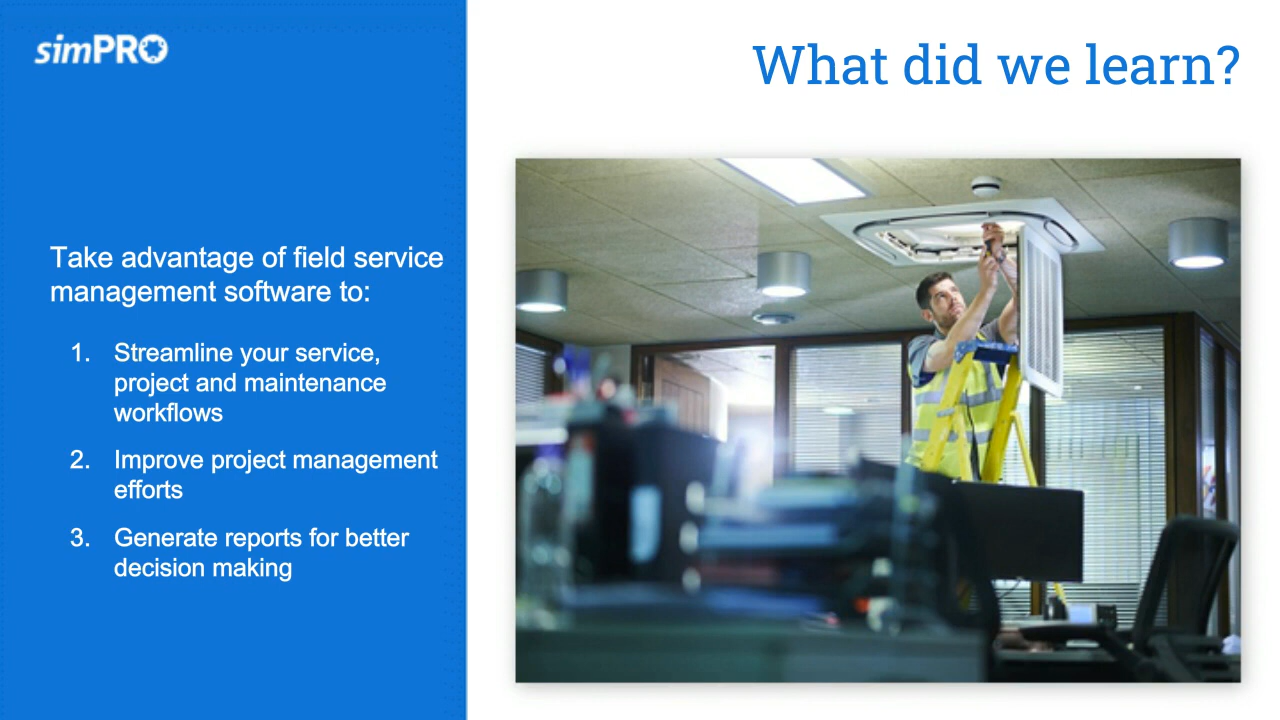 simPRO
What did we learn?
Take advantage of field service
management software to:
1. Streamline your service,
project and maintenance
workflows
2. Improve project management
efforts
3. Generate reports for better
decision making